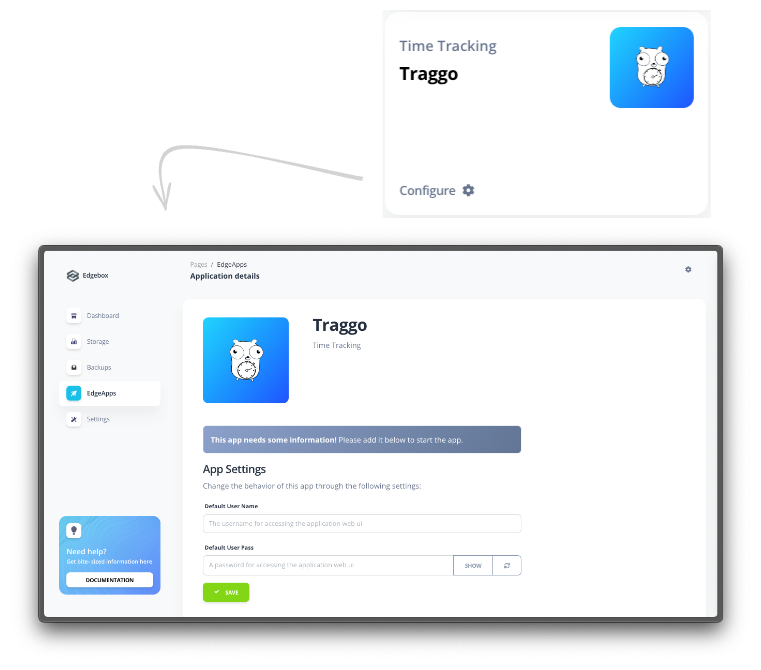 Time Tracking
Traggo
Configure
Edgebox
Pages / EdgeApps
Application details
Dashboard
Storage
Backups
EdgeApps
Settings
Need help?
Get bite-sized information here
DOCUMENTATION
Traggo
Time Tracking
This app needs some information! Please add it below to start the app.
App Settings
Change the behavior of this app through the following settings:
Default User Name
The username for accessing the application web ui
Default User Pass
A password for accessing the application web ui
SHOW
SAVE